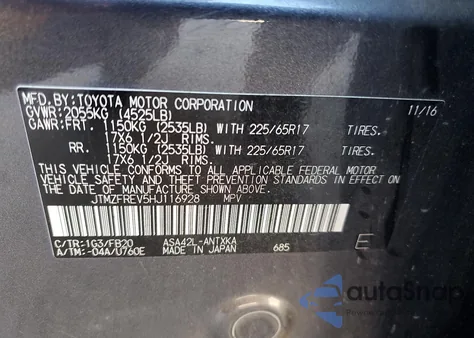 MFD.BY:TOYOTA MOTOR CORPORATION 11/16
GVWR:2055KG (4525LB)
GAWR:FRT. 1150KG (2535LB) WITH 225/65R17 TIRES.
17X6 1/2J RIMS.
RR. 1150KG (2535LB) WITH 225/65R17 TIRES.
17X6 1/2J RIMS.
THIS VEHICLE CONFORMS TO ALL APPLICABLE FEDERAL MOTOR
VEHICLE SAFETY AND THEFT PREVENTION STANDARDS IN EFFECT
ON THE DATE OF MANUFACTURE SHOWN ABOVE.
JTMZFREV5HJ116928 MPV
C/TR:1G3/FB20 ASA42L-ANTXKA E
A/TM:-04A/U760E MADE IN JAPAN 685
autoSnap